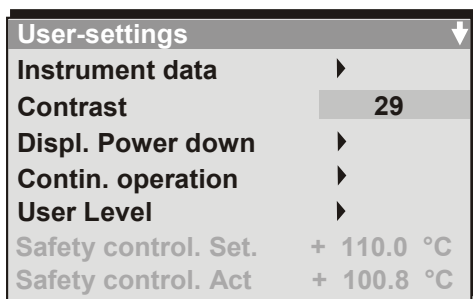 User-settings
Instrument data
Contrast 29
Displ. Power down
Contin. operation
User Level
Safety control. Set. + 110.0 °C
Safety control. Act + 100.8 °C